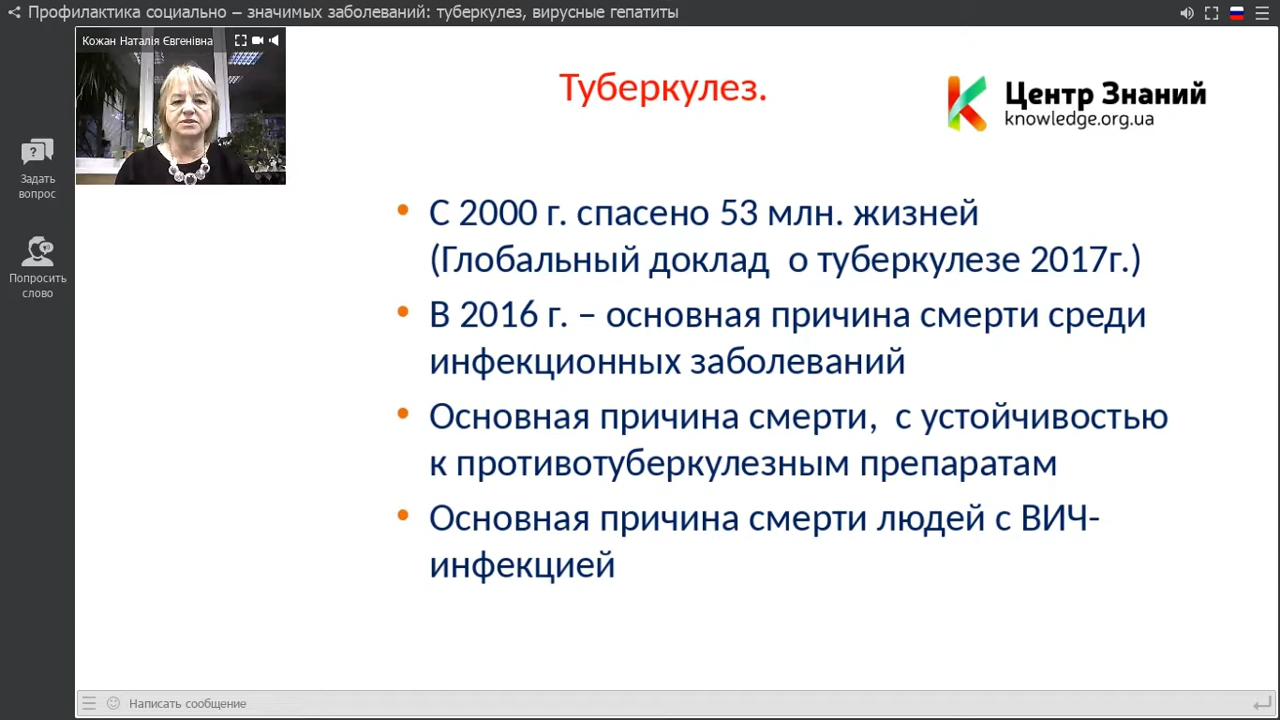 Профилактика социально – значимых заболеваний: туберкулез, вирусные гепатиты
Кожан Наталія Євгенівна
Задать
вопрос
Попросить
слово
Туберкулез.
Центр Знаний
knowledge.org.ua
• С 2000 г. спасено 53 млн. жизней
(Глобальный доклад о туберкулезе 2017г.)
• В 2016 г. – основная причина смерти среди
инфекционных заболеваний
• Основная причина смерти, с устойчивостью
к противотуберкулезным препаратам
• Основная причина смерти людей с ВИЧ-
инфекцией
Написать сообщение